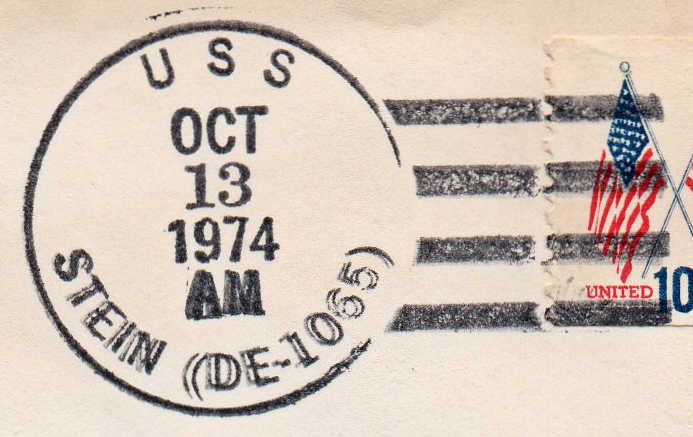 USS
OCT
13
1974
AM
STEIN (DE-1065)
UNITED 10